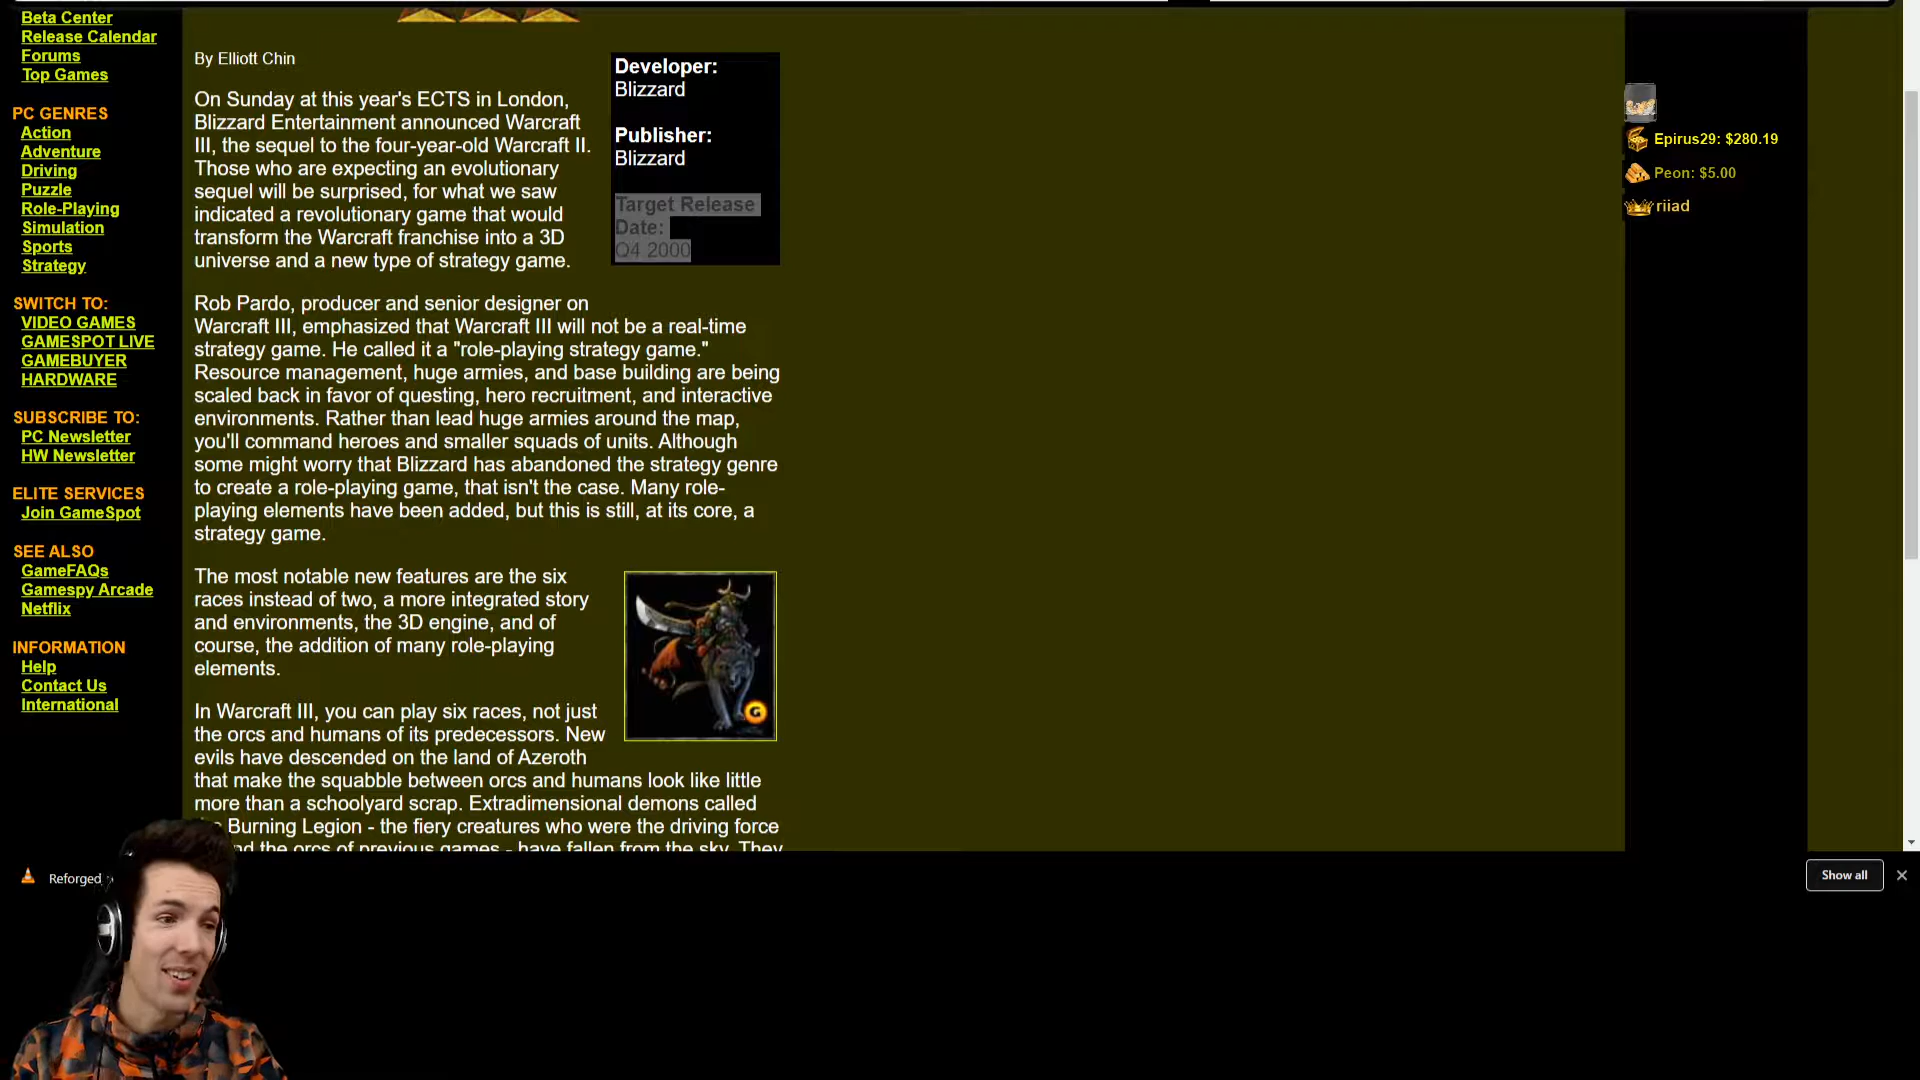 Beta Center
Release Calendar
Forums
Top Games
PC GENRES
Action
Adventure
Driving
Puzzle
Role-Playing
Simulation
Sports
Strategy
SWITCH TO:
VIDEO GAMES
GAMESPOT LIVE
GAMEBUYER
HARDWARE
SUBSCRIBE TO:
PC Newsletter
HW Newsletter
ELITE SERVICES
Join GameSpot
SEE ALSO
GameFAQs
Gamespy Arcade
Netflix
INFORMATION
Help
Contact Us
International
By Elliott Chin
On Sunday at this year's ECTS in London,
Blizzard Entertainment announced Warcraft
III, the sequel to the four-year-old Warcraft II.
Those who are expecting an evolutionary
sequel will be surprised, for what we saw
indicated a revolutionary game that would
transform the Warcraft franchise into a 3D
universe and a new type of strategy game.
Developer:
Blizzard
Publisher:
Blizzard
Target Release
Date:
Q4 2000
Rob Pardo, producer and senior designer on
Warcraft III, emphasized that Warcraft III will not be a real-time
strategy game. He called it a "role-playing strategy game."
Resource management, huge armies, and base building are being
scaled back in favor of questing, hero recruitment, and interactive
environments. Rather than lead huge armies around the map,
you'll command heroes and smaller squads of units. Although
some might worry that Blizzard has abandoned the strategy genre
to create a role-playing game, that isn't the case. Many role-
playing elements have been added, but this is still, at its core, a
strategy game.
The most notable new features are the six
races instead of two, a more integrated story
and environments, the 3D engine, and of
course, the addition of many role-playing
elements.
G
In Warcraft III, you can play six races, not just
the orcs and humans of its predecessors. New
evils have descended on the land of Azeroth
that make the squabble between orcs and humans look like little
more than a schoolyard scrap. Extradimensional demons called
Burning Legion - the fiery creatures who were the driving force
the orcs of previous games - have fallen from the sky. They
Epirus29: $280.19
Peon: $5.00
riiad
Reforged
Show all